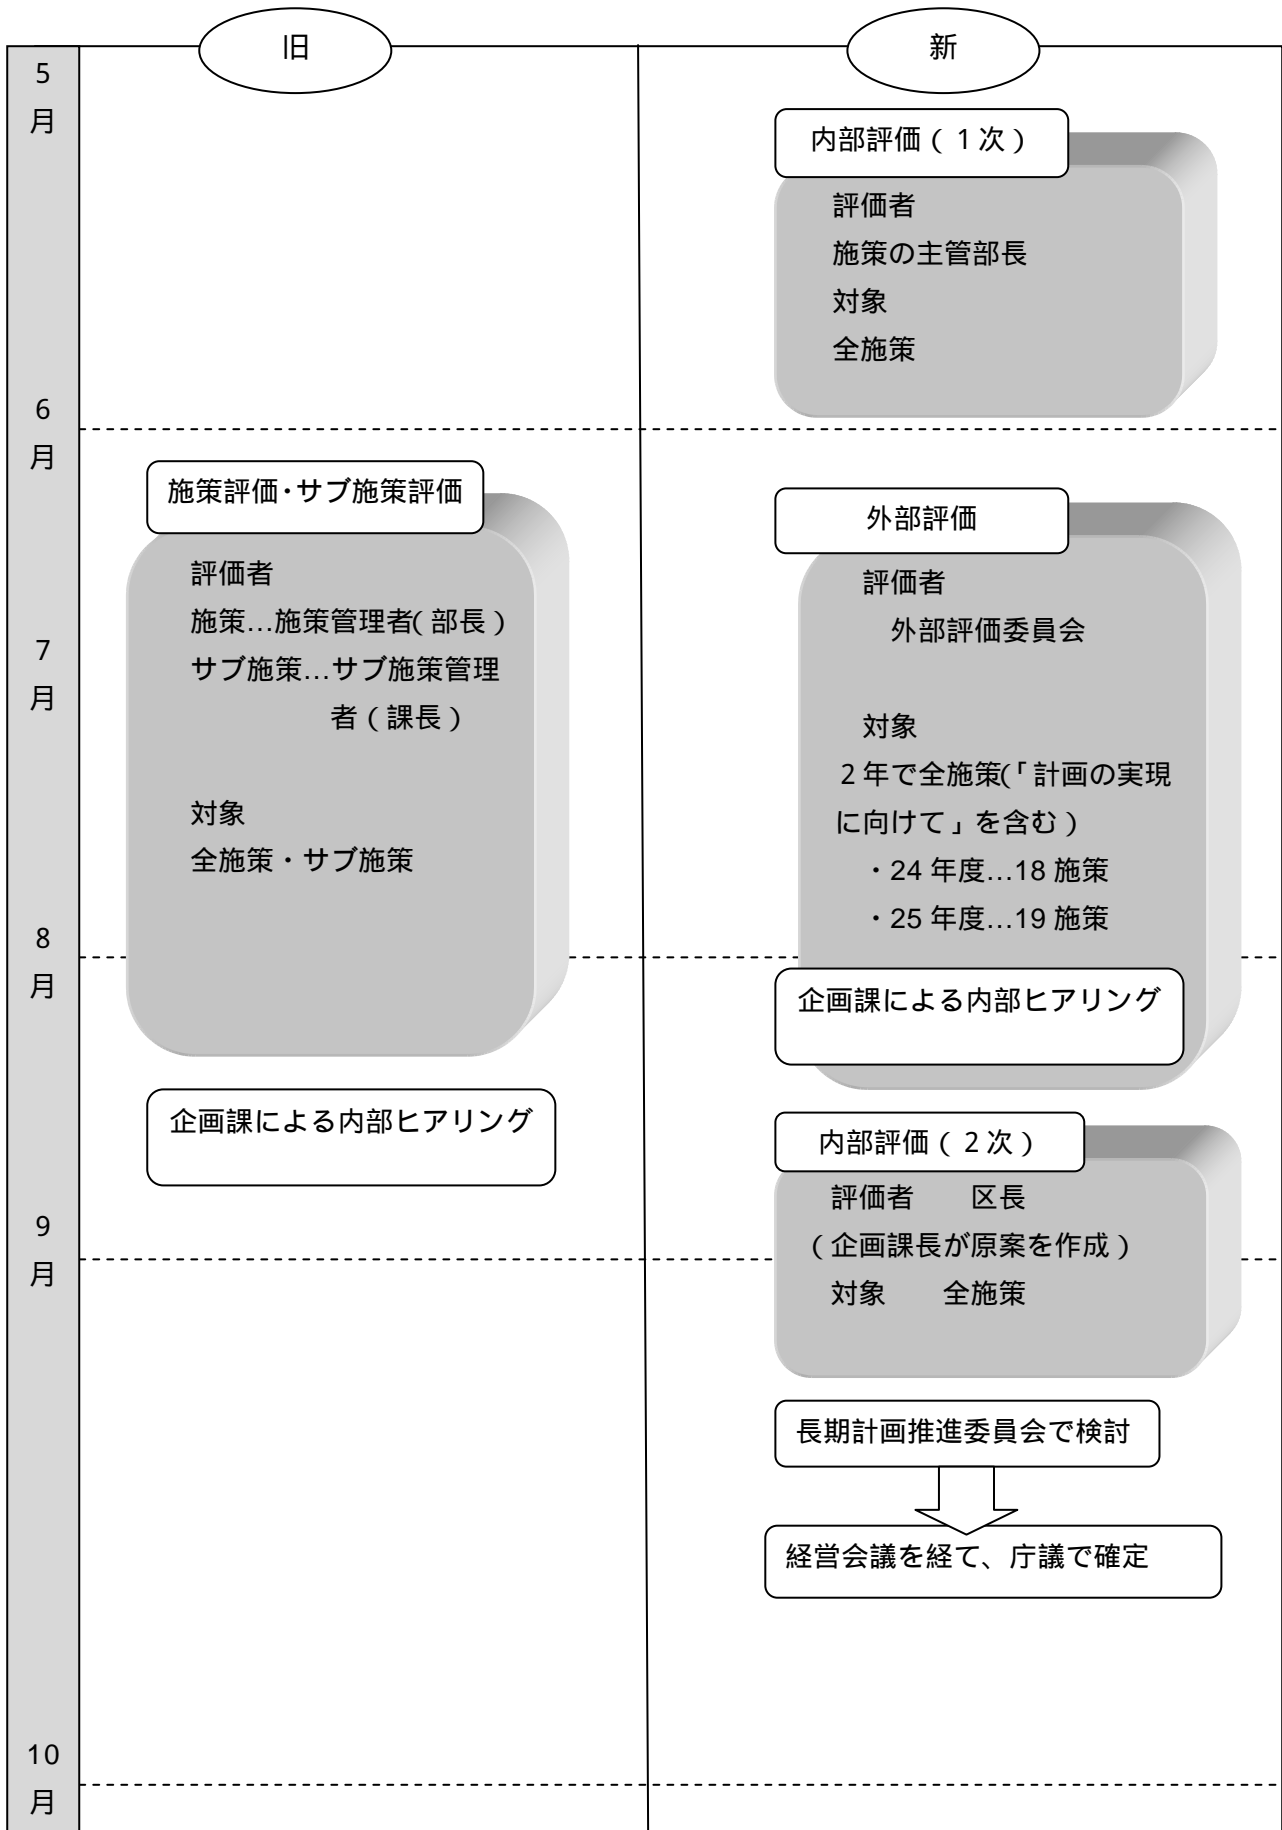 旧
新
5
月
6
月
7
月
8
月
9
月
10
月
施策評価・サブ施策評価
評価者
施策…施策管理者（部長）
サブ施策…サブ施策管理
者（課長）
対象
全施策・サブ施策
企画課による内部ヒアリング
内部評価（１次）
評価者
施策の主管部長
対象
全施策
外部評価
評価者
外部評価委員会
対象
２年で全施策（「計画の実現
に向けて」を含む）
・24 年度…18 施策
・25 年度…19 施策
企画課による内部ヒアリング
内部評価（２次）
評価者　　区長
（企画課長が原案を作成）
対象　　全施策
長期計画推進委員会で検討
経営会議を経て、庁議で確定